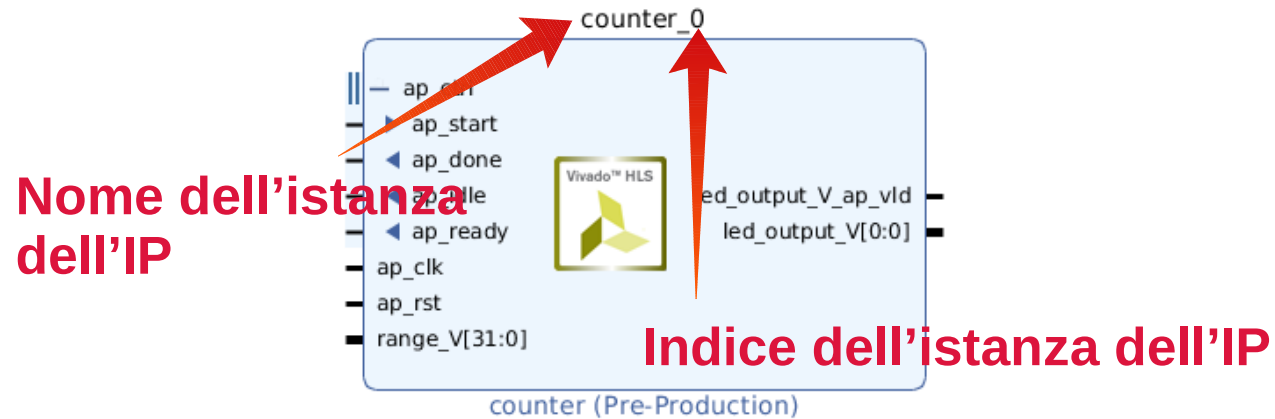 counter_0
ap_ctrl
ap_start
ap_done
ap_idle
ap_ready
ap_clk
ap_rst
range_V[31:0]
Vivado™ HLS
led_output_V_ap_vld
led_output_V[0:0]
Nome dell’istanza
dell’IP
Indice dell’istanza dell’IP
counter (Pre-Production)